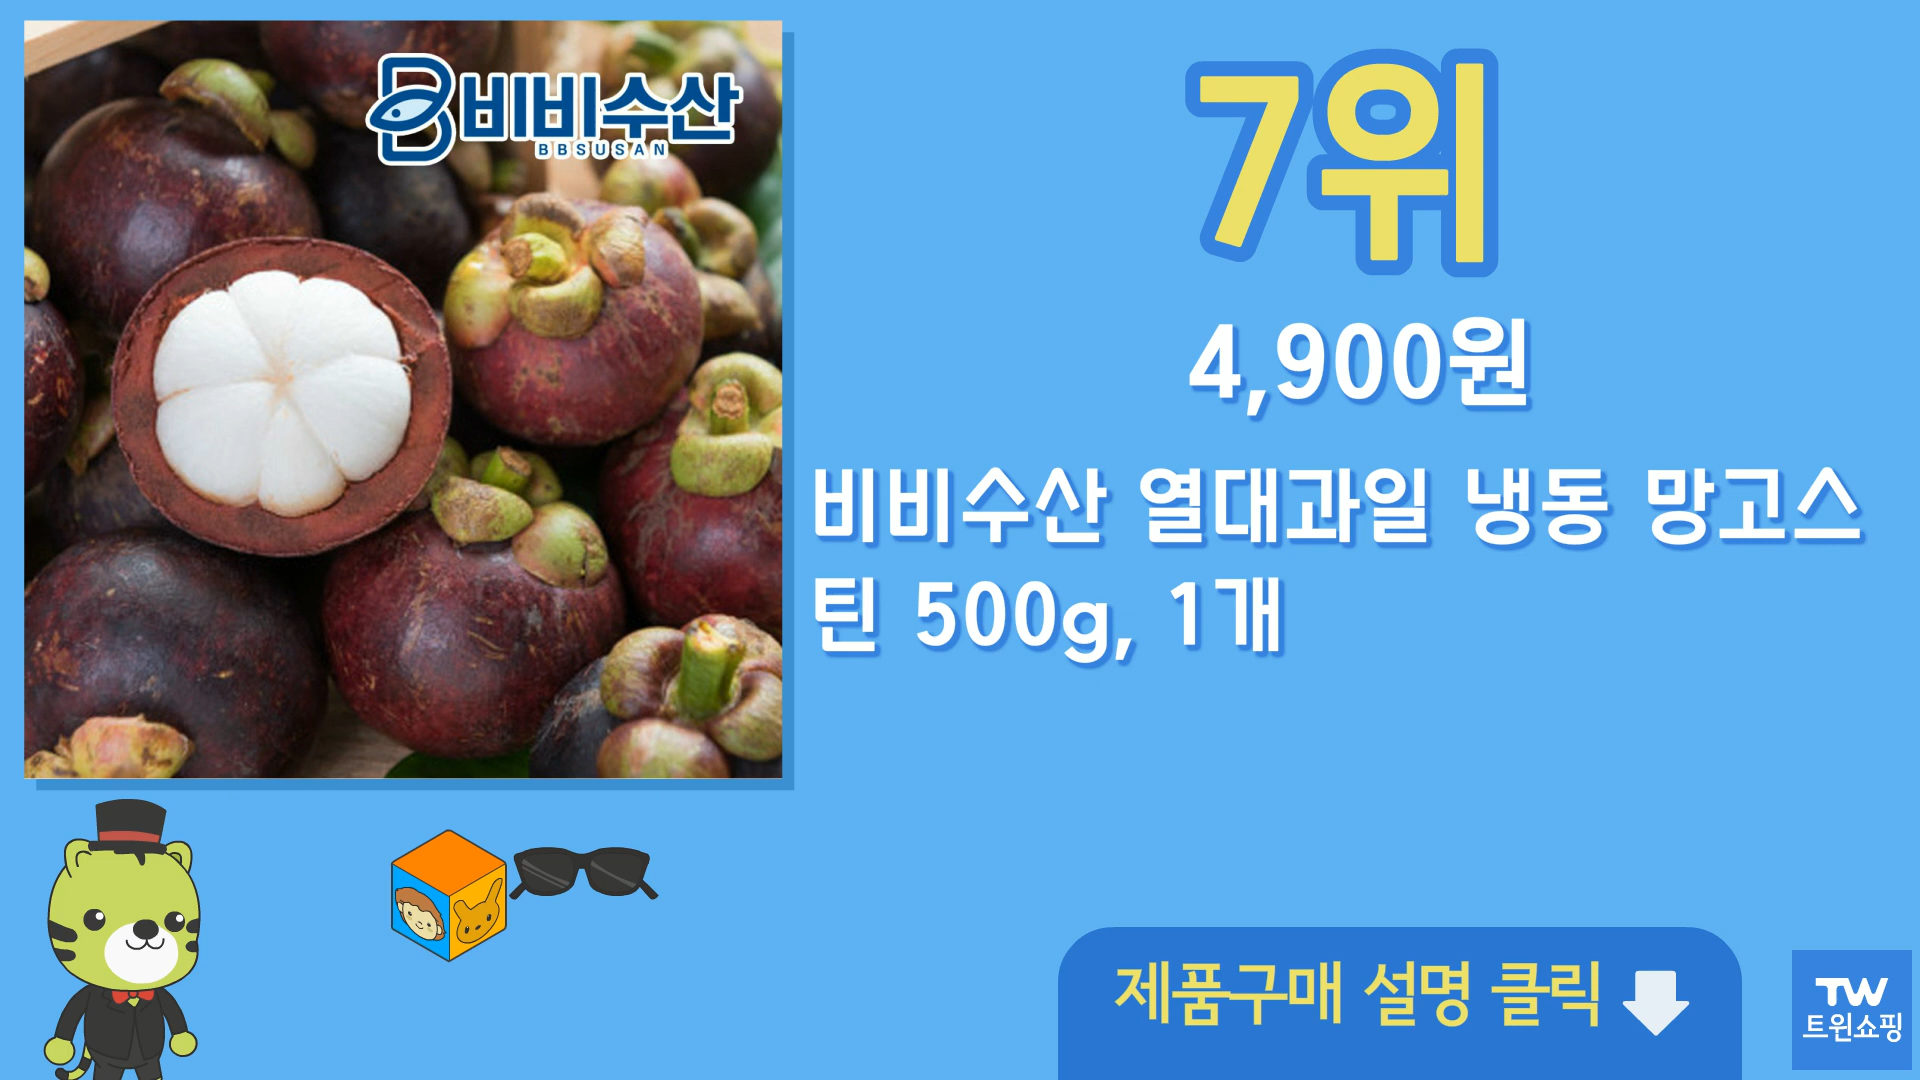 비비수산
BBSUSAN
7위
4,900원
비비수산 열대과일 냉동 망고스
틴 500g, 1개
제품구매 설명 클릭
TW
트윈쇼핑